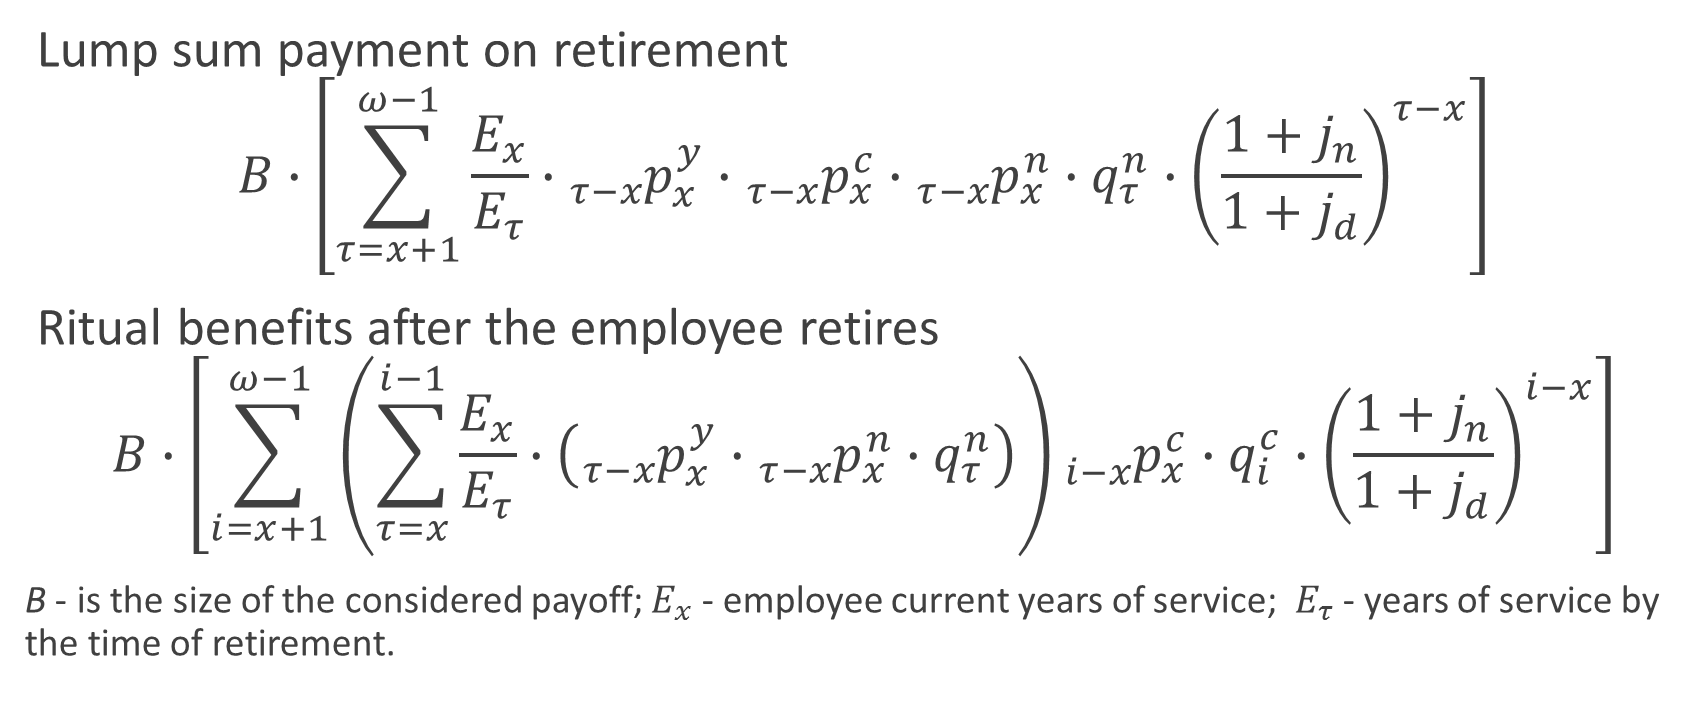 Lump sum payment on retirement
B · [ ∑_{τ=x+1}^{ω−1} E_x/E_τ · _{τ−x}p_x^y · _{τ−x}p_x^c · _{τ−x}p_x^n · q_τ^n · ((1 + j_n)/(1 + j_d))^{τ−x} ]
Ritual benefits after the employee retires
B · [ ∑_{i=x+1}^{ω−1} ( ∑_{τ=x}^{i−1} E_x/E_τ · (_{τ−x}p_x^y · _{τ−x}p_x^n · q_τ^n) ) _{i−x}p_x^c · q_i^c · ((1 + j_n)/(1 + j_d))^{i−x} ]
B - is the size of the considered payoff; E_x - employee current years of service; E_τ - years of service by
the time of retirement.